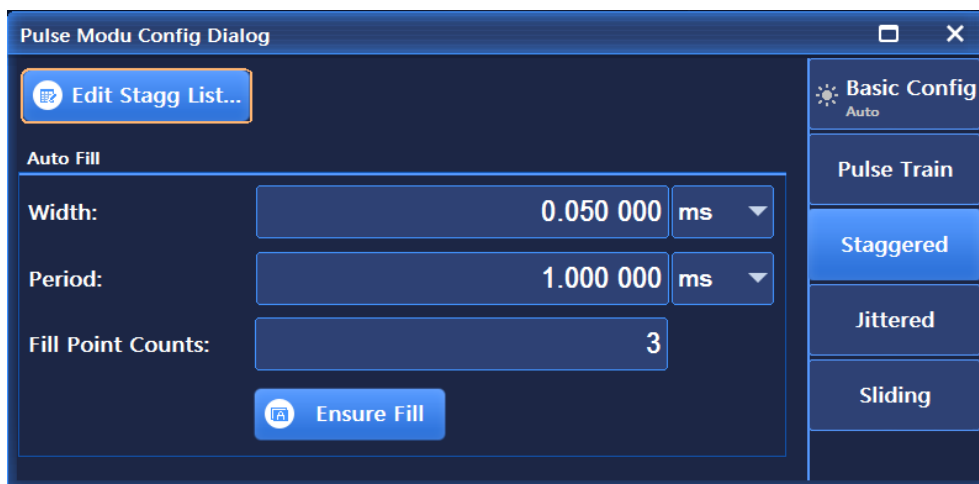 Pulse Modu Config Dialog
Edit Stagg List...
Auto Fill
Width:
0.050 000 ms
Period:
1.000 000 ms
Fill Point Counts:
3
Ensure Fill
Basic Config
Auto
Pulse Train
Staggered
Jittered
Sliding